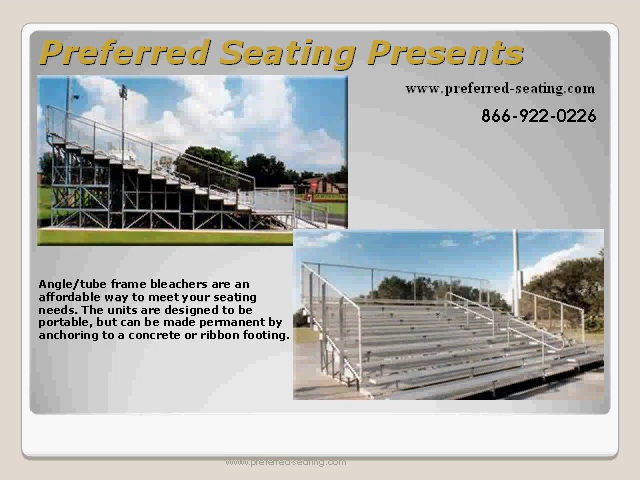 Preferred Seating Presents
www.preferred-seating.com
866-922-0226
Angle/tube frame bleachers are an
affordable way to meet your seating
needs. The units are designed to be
portable, but can be made permanent by
anchoring to a concrete or ribbon footing.
www.preferred-seating.com